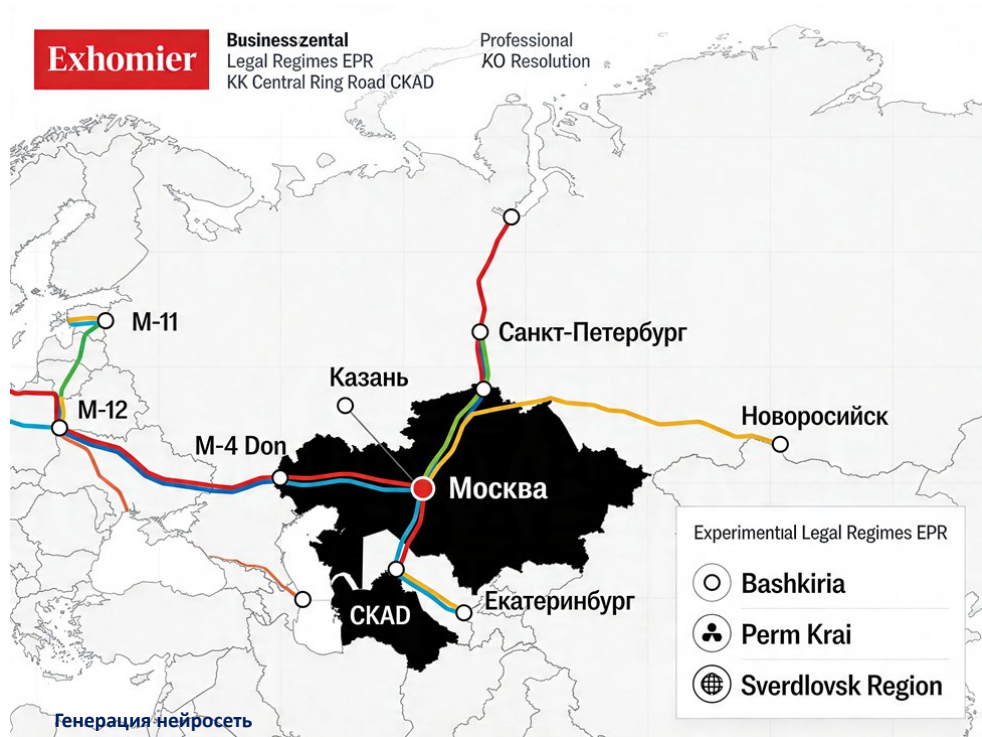 Exhomier
Businesszental
Legal Regimes EPR
KK Central Ring Road CKAD
Professional
KO Resolution
М-11
Санкт-Петербург
Казань
М-12
Новоросийск
М-4 Don
Москва
Experimental Legal Regimes EPR
Bashkiria
Екатеринбург
CKAD
Perm Krai
Sverdlovsk Region
Генерация нейросеть